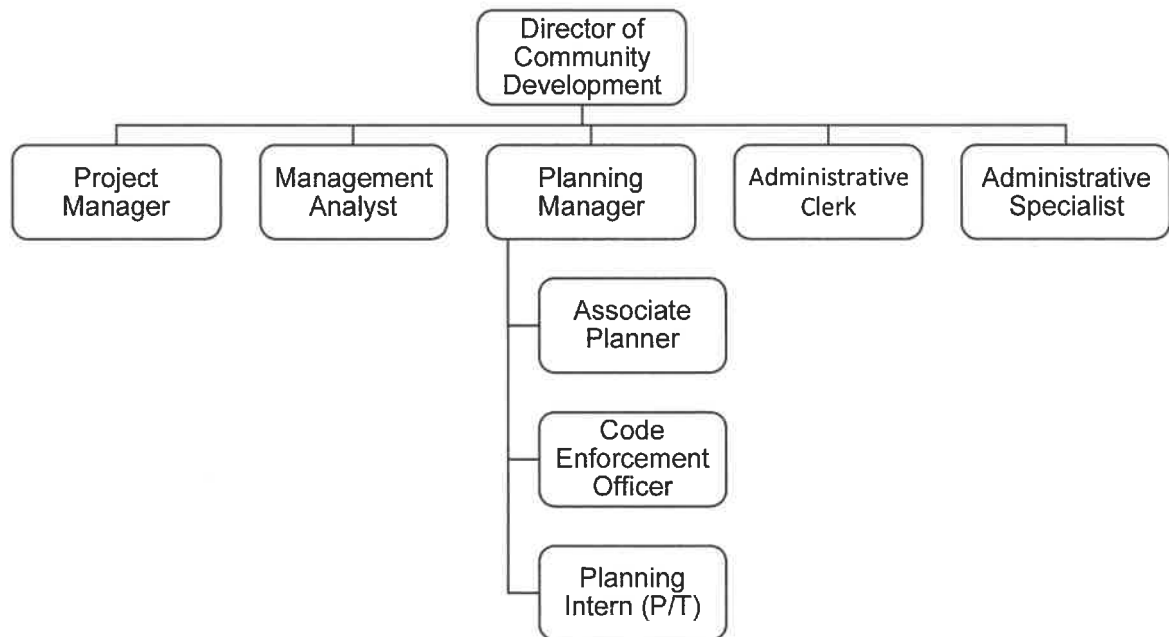 Director of
Community
Development
Project
Manager
Management
Analyst
Planning
Manager
Administrative
Clerk
Administrative
Specialist
Associate
Planner
Code
Enforcement
Officer
Planning
Intern (P/T)